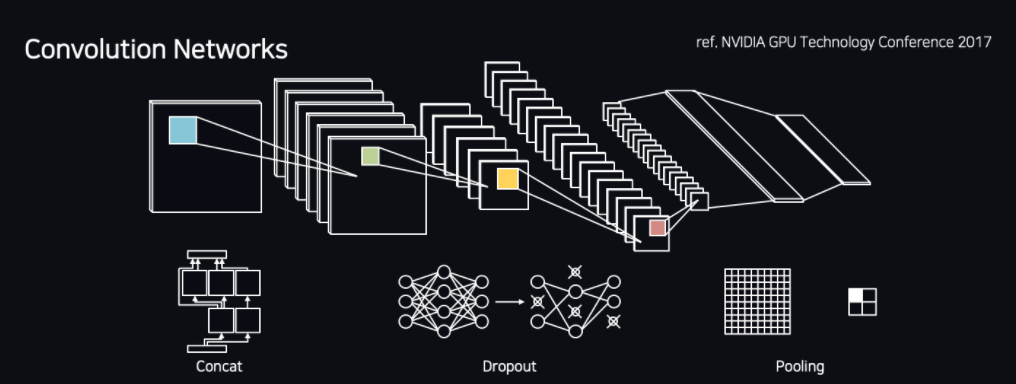 Convolution Networks
ref. NVIDIA GPU Technology Conference 2017
Concat
Dropout
Pooling